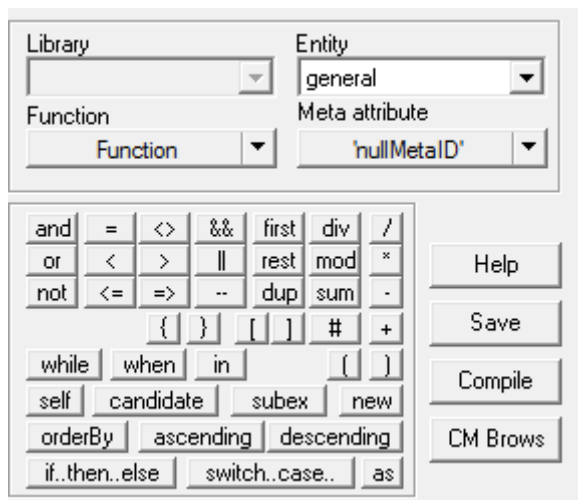 Library Entity
general
Function Meta attribute
Function 'nullMetaID'
and = <> && first div /
or < > || rest mod * Help
not <= => -- dup sum -
{ } [ ] # + Save
while when in ( )
self candidate subex new Compile
orderBy ascending descending CM Brows
if..then..else switch..case.. as